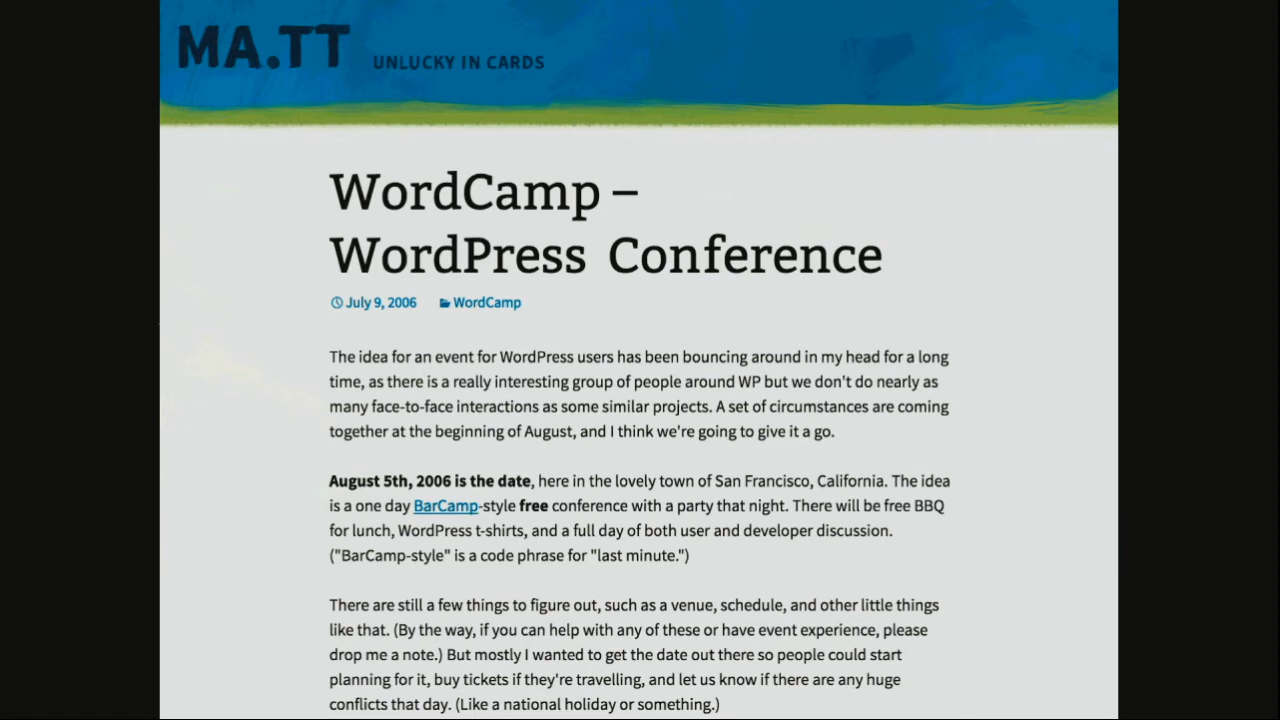 MA.TT UNLUCKY IN CARDS
WordCamp –
WordPress Conference
July 9, 2006 WordCamp
The idea for an event for WordPress users has been bouncing around in my head for a long
time, as there is a really interesting group of people around WP but we don't do nearly as
many face-to-face interactions as some similar projects. A set of circumstances are coming
together at the beginning of August, and I think we're going to give it a go.
August 5th, 2006 is the date, here in the lovely town of San Francisco, California. The idea
is a one day BarCamp-style free conference with a party that night. There will be free BBQ
for lunch, WordPress t-shirts, and a full day of both user and developer discussion.
("BarCamp-style" is a code phrase for "last minute.")
There are still a few things to figure out, such as a venue, schedule, and other little things
like that. (By the way, if you can help with any of these or have event experience, please
drop me a note.) But mostly I wanted to get the date out there so people could start
planning for it, buy tickets if they're travelling, and let us know if there are any huge
conflicts that day. (Like a national holiday or something.)